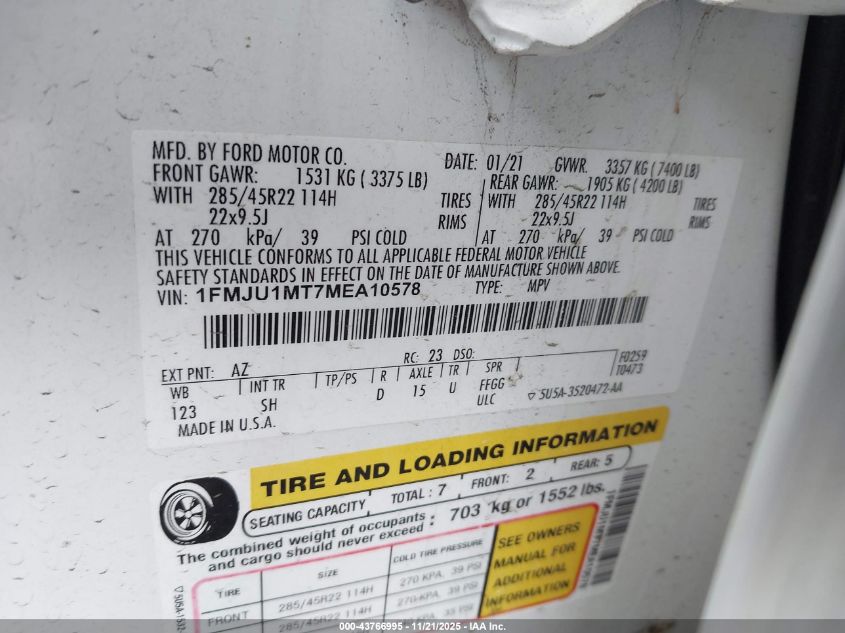 MFD. BY FORD MOTOR CO. DATE: 01/21 GVWR: 3357 KG ( 7400 LB)
FRONT GAWR: 1531 KG ( 3375 LB) REAR GAWR: 1905 KG ( 4200 LB)
WITH 285/45R22 114H TIRES WITH 285/45R22 114H TIRES
22x9.5J RIMS 22x9.5J RIMS
AT 270 kPa/ 39 PSI COLD AT 270 kPa/ 39 PSI COLD
THIS VEHICLE CONFORMS TO ALL APPLICABLE FEDERAL MOTOR VEHICLE
SAFETY STANDARDS IN EFFECT ON THE DATE OF MANUFACTURE SHOWN ABOVE.
VIN: 1FMJU1MT7MEA10578 TYPE: MPV
EXT PNT: AZ RC: 23 DSO: F0259
WB INT TR TP/PS R AXLE TR SPR 10473
123 SH D 15 U FFGG
ULC 5U5A-3520472-AA
MADE IN U.S.A.
TIRE AND LOADING INFORMATION
SEATING CAPACITY TOTAL : 7 FRONT: 2 REAR: 5
The combined weight of occupants and cargo should never exceed : 703 kg or 1552 lbs.
TIRE SIZE COLD TIRE PRESSURE
FRONT 285/45R22 114H 270 KPA, 39 PSI
285/45R22 114H 270 KPA, 39 PSI
SEE OWNERS
MANUAL FOR
ADDITIONAL
INFORMATION
000-43766995 - 11/21/2025 - IAA Inc.